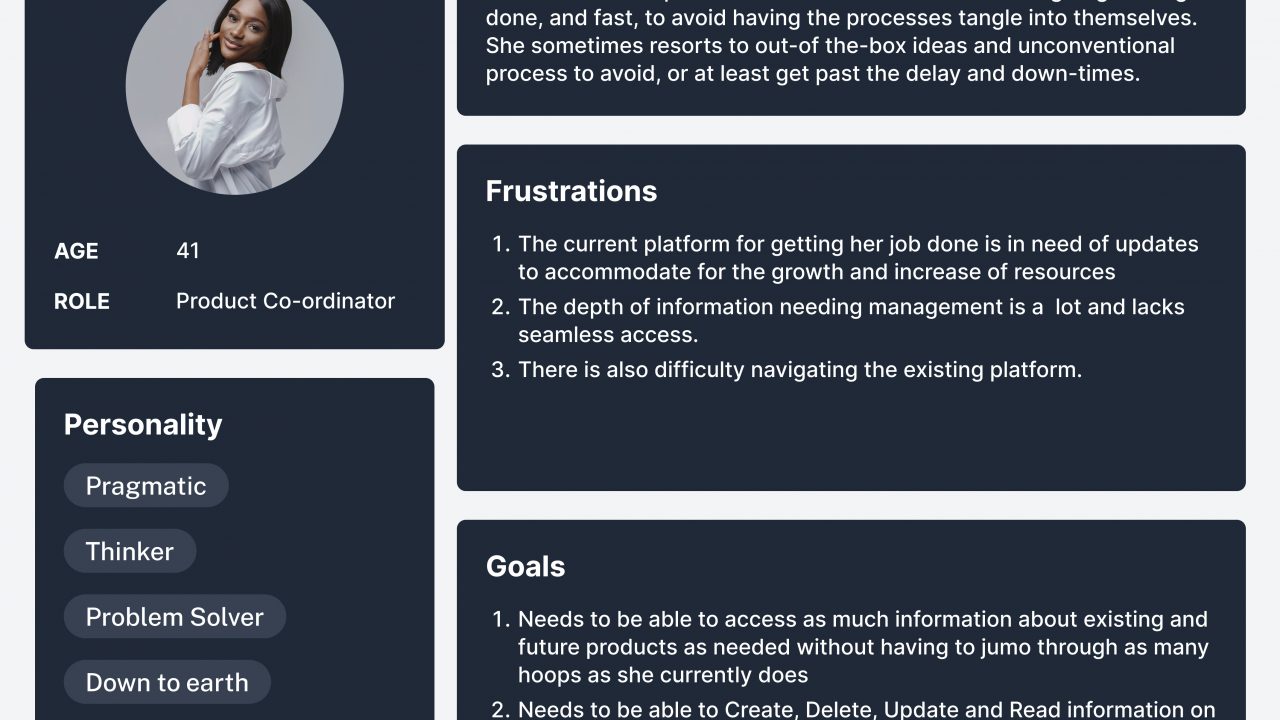 AGE 41
ROLE Product Co-ordinator
Personality
Pragmatic
Thinker
Problem Solver
Down to earth
done, and fast, to avoid having the processes tangle into themselves.
She sometimes resorts to out-of the-box ideas and unconventional
process to avoid, or at least get past the delay and down-times.
Frustrations
1. The current platform for getting her job done is in need of updates
to accommodate for the growth and increase of resources
2. The depth of information needing management is a  lot and lacks
seamless access.
3. There is also difficulty navigating the existing platform.
Goals
1. Needs to be able to access as much information about existing and
future products as needed without having to jumo through as many
hoops as she currently does
2. Needs to be able to Create, Delete, Update and Read information on